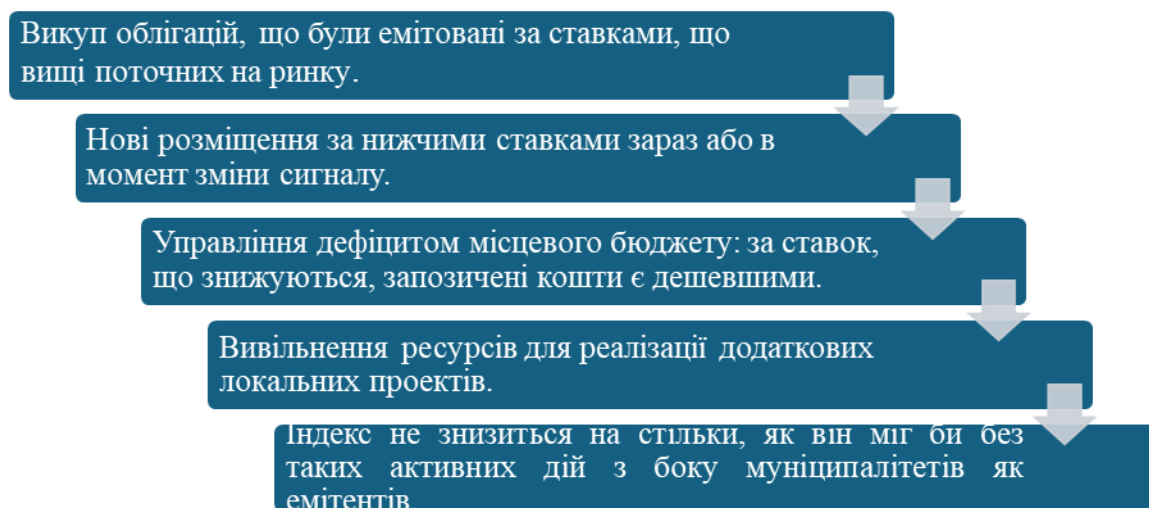 Викуп облігацій, що були емітовані за ставками, що
вищі поточних на ринку.
Нові розміщення за нижчими ставками зараз або в
момент зміни сигналу.
Управління дефіцитом місцевого бюджету: за ставок,
що знижуються, запозичені кошти є дешевшими.
Вивільнення ресурсів для реалізації додаткових
локальних проектів.
Індекс не знизиться на стільки, як він міг би без
таких активних дій з боку муніципалітетів як
емітентів